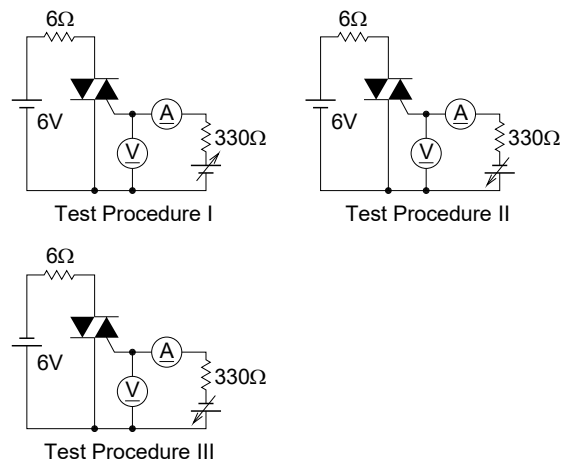 6Ω
6V
A
V
330Ω
Test Procedure I
6Ω
6V
A
V
330Ω
Test Procedure II
6Ω
6V
A
V
330Ω
Test Procedure III